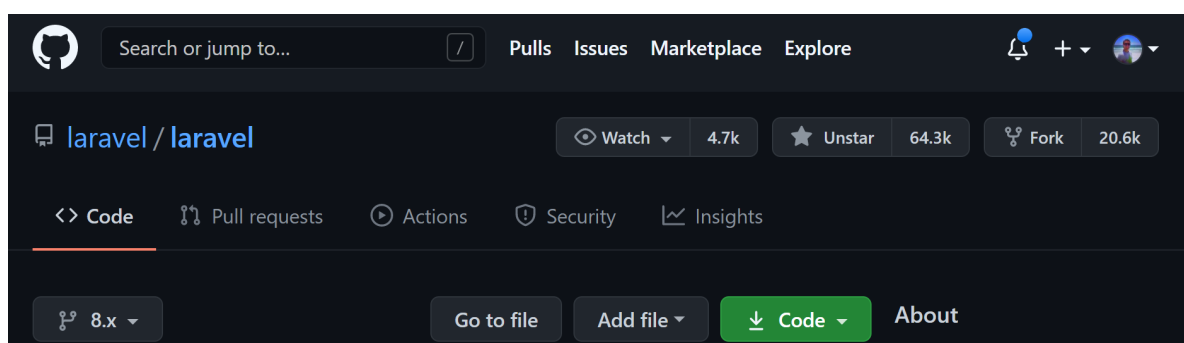 Search or jump to... / Pulls Issues Marketplace Explore
laravel / laravel Watch 4.7k Unstar 64.3k Fork 20.6k
<> Code Pull requests Actions Security Insights
8.x Go to file Add file Code About